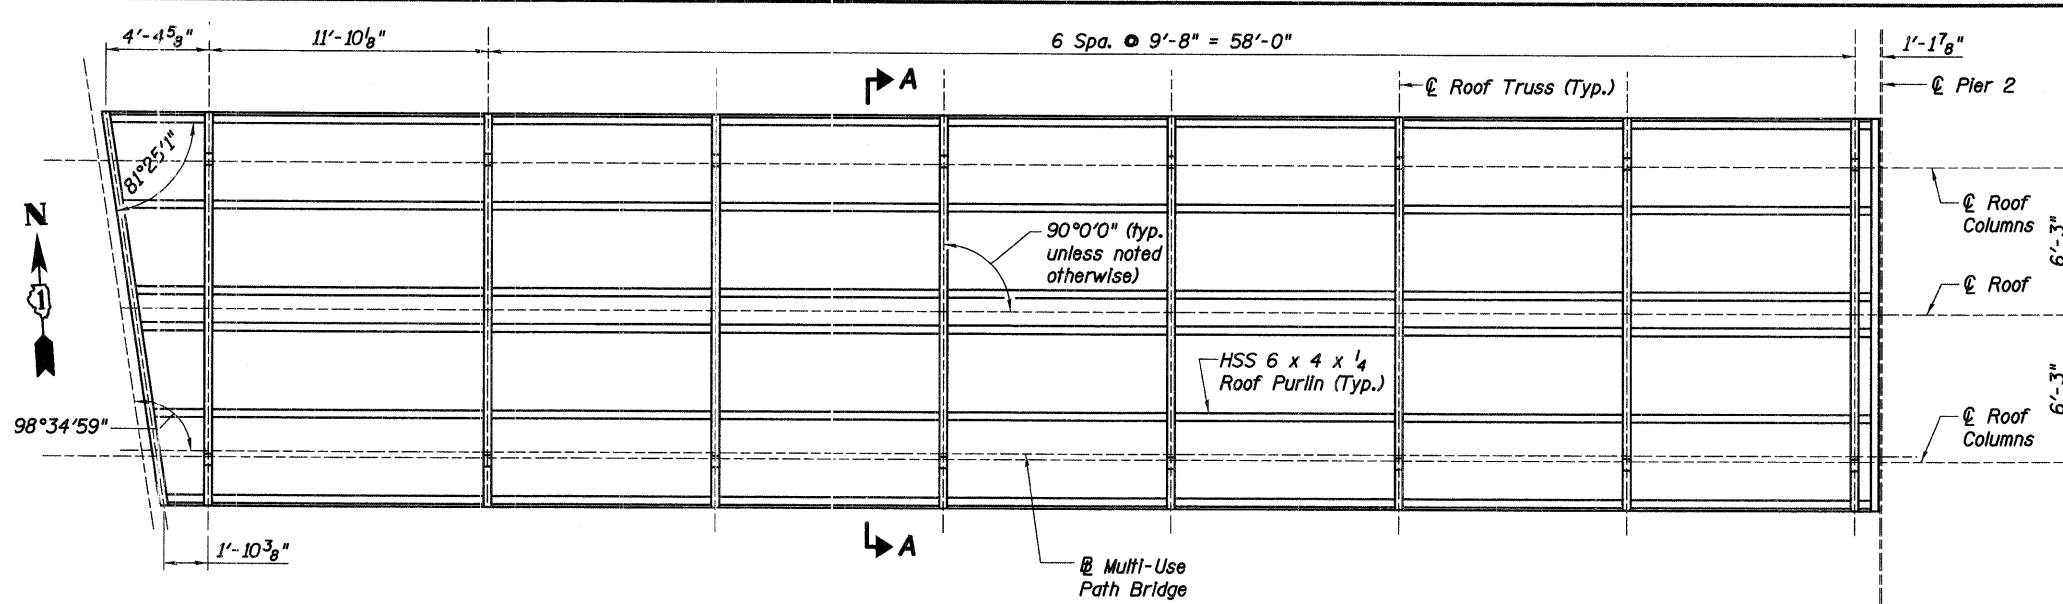 4'-4⅝" 11'-10⅛" 6 Spa. @ 9'-8" = 58'-0" 1'-1⅞"
A
℄ Roof Truss (Typ.)
℄ Pier 2
81°25'1"
N
1
90°0'0" (typ.
unless noted
otherwise)
℄ Roof
Columns
6'-3"
℄ Roof
HSS 6 x 4 x ¼
Roof Purlin (Typ.)
6'-3"
℄ Roof
Columns
98°34'59"
1'-10⅜"
A
BL Multi-Use
Path Bridge